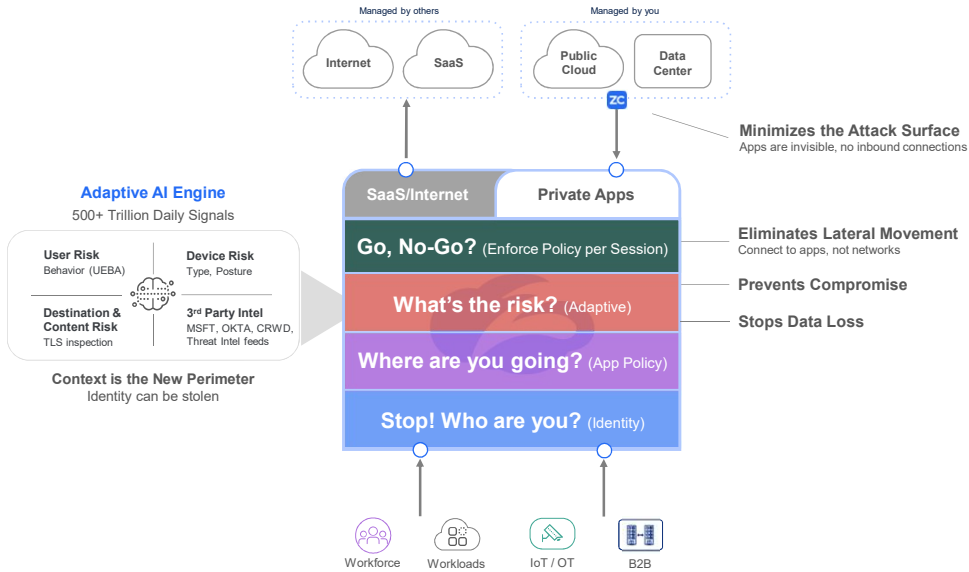 Managed by others
Managed by you
Internet
SaaS
Public
Cloud
Data
Center
ZC
Minimizes the Attack Surface
Apps are invisible, no inbound connections
Adaptive AI Engine
500+ Trillion Daily Signals
User Risk
Behavior (UEBA)
Device Risk
Type, Posture
Destination &
Content Risk
TLS inspection
3rd Party Intel
MSFT, OKTA, CRWD,
Threat Intel feeds
Context is the New Perimeter
Identity can be stolen
SaaS/Internet
Private Apps
Go, No-Go? (Enforce Policy per Session)
What's the risk? (Adaptive)
Where are you going? (App Policy)
Stop! Who are you? (Identity)
Eliminates Lateral Movement
Connect to apps, not networks
Prevents Compromise
Stops Data Loss
Workforce
Workloads
IoT / OT
B2B